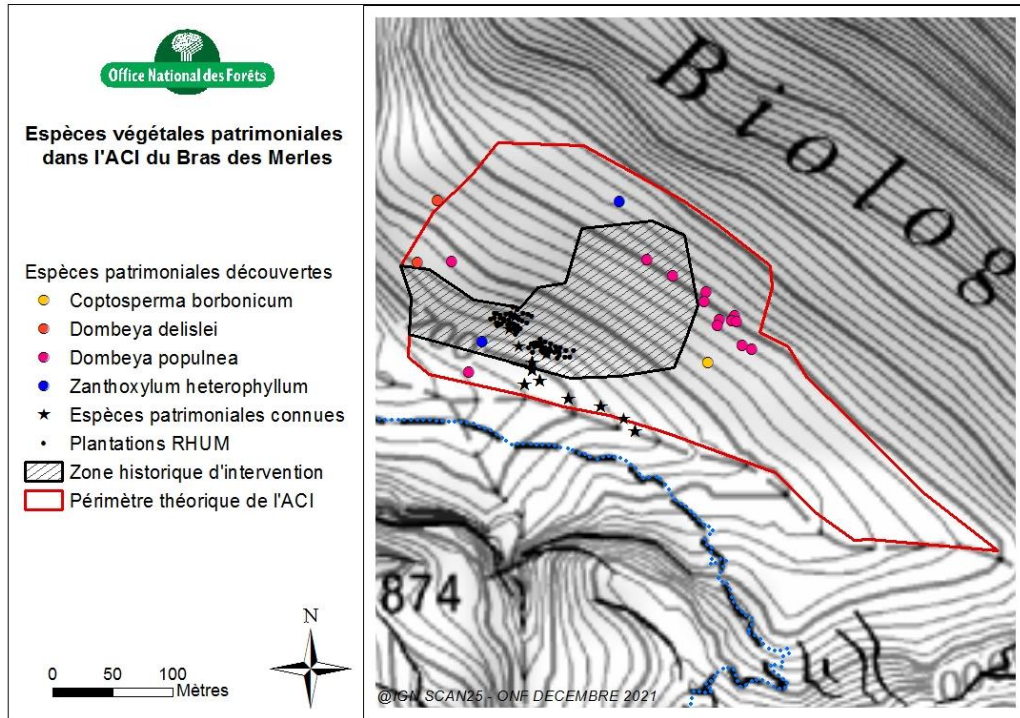 Office National des Forêts
Espèces végétales patrimoniales
dans l'ACI du Bras des Merles
Espèces patrimoniales découvertes
Coptosperma borbonicum
Dombeya delislei
Dombeya populnea
Zanthoxylum heterophyllum
Espèces patrimoniales connues
Plantations RHUM
Zone historique d'intervention
Périmètre théorique de l'ACI
N
0 50 100
Mètres
Biolog
700
874
@IGN SCAN25 - ONF DECEMBRE 2021